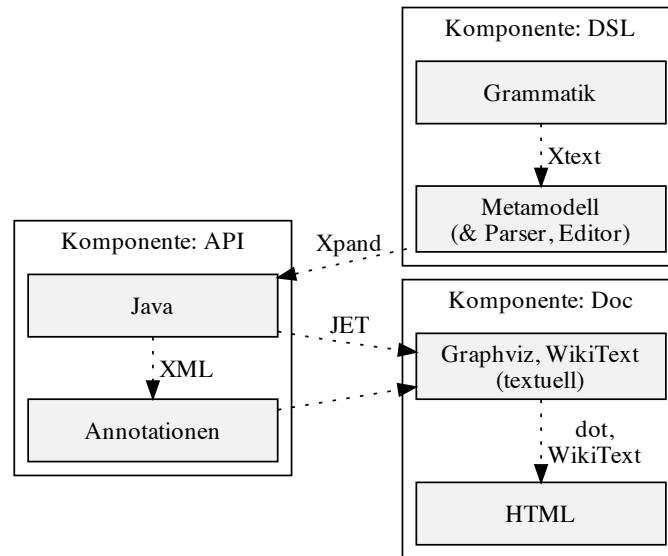 Komponente: DSL
Grammatik
Xtext
Metamodell
(& Parser, Editor)
Xpand
Komponente: API
Java
XML
Annotationen
JET
Komponente: Doc
Graphviz, WikiText
(textuell)
dot,
WikiText
HTML